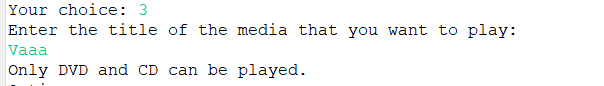 Your choice: 3
Enter the title of the media that you want to play:
Vaaa
Only DVD and CD can be played.